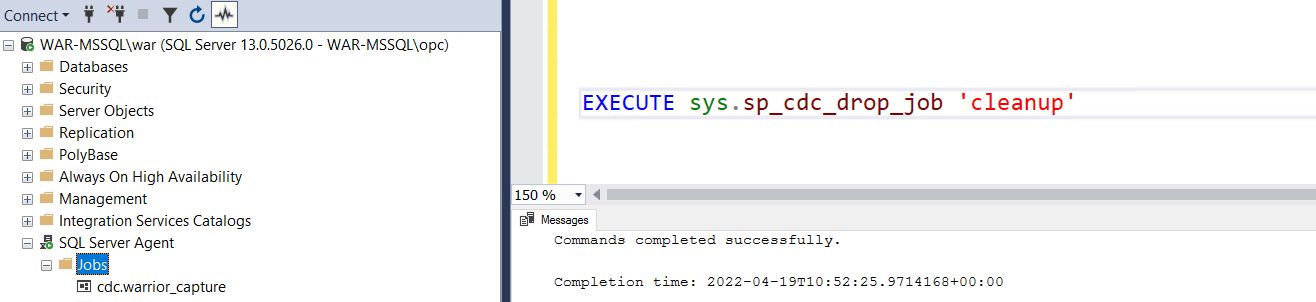 Connect
WAR-MSSQL\war (SQL Server 13.0.5026.0 - WAR-MSSQL\opc)
Databases
Security
Server Objects
Replication
PolyBase
Always On High Availability
Management
Integration Services Catalogs
SQL Server Agent
Jobs
cdc.warrior_capture
EXECUTE sys.sp_cdc_drop_job 'cleanup'
150 %
Messages
Commands completed successfully.
Completion time: 2022-04-19T10:52:25.9714168+00:00